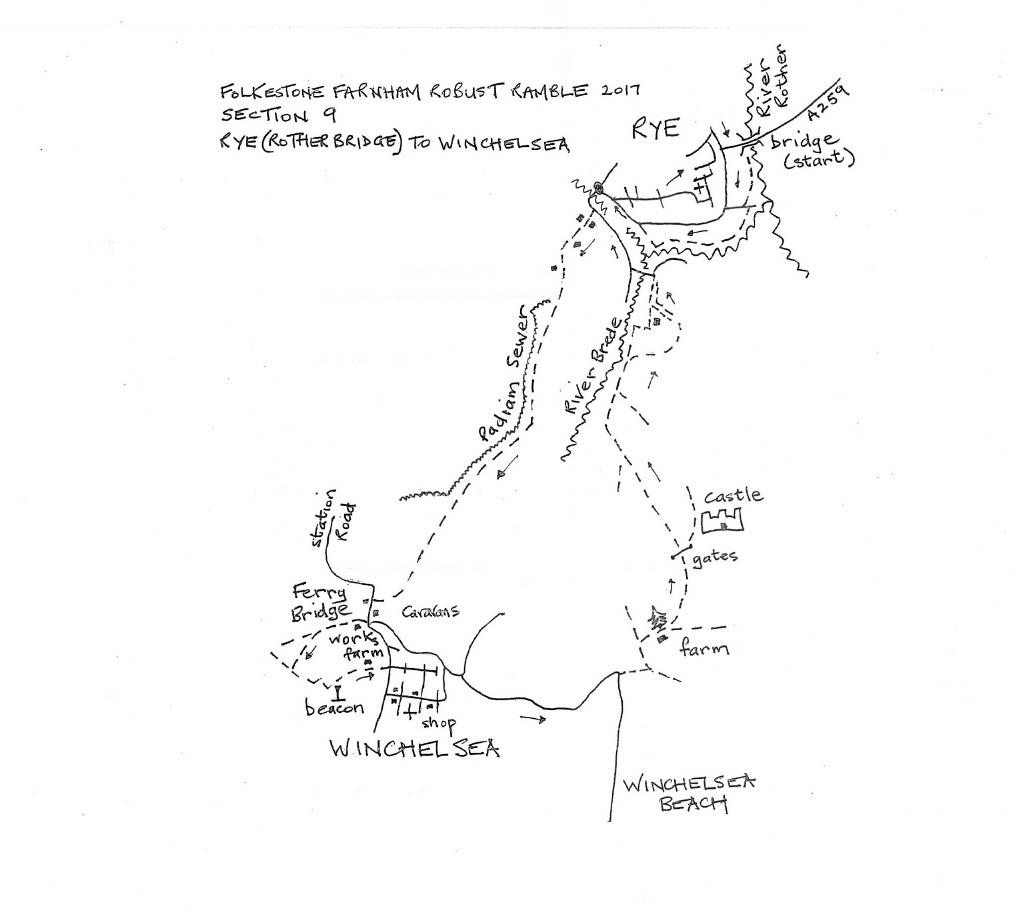 FOLKESTONE FARNHAM ROBUST RAMBLE 2017
SECTION 9
RYE (ROTHER BRIDGE) TO WINCHELSEA
RYE
River
Rother
A259
bridge
(start)
Padiam Sewer
River Brede
Station
Road
Castle
gates
Ferry
Bridge
Caravans
works
farm
farm
beacon
shop
WINCHELSEA
WINCHELSEA
BEACH